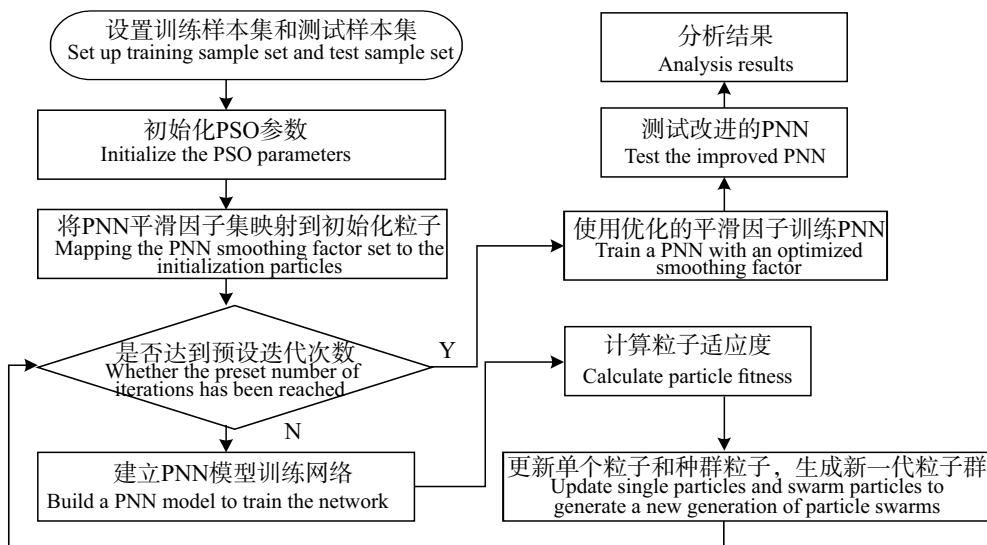 设置训练样本集和测试样本集
Set up training sample set and test sample set
初始化PSO参数
Initialize the PSO parameters
将PNN平滑因子集映射到初始化粒子
Mapping the PNN smoothing factor set to the
initialization particles
是否达到预设迭代次数
Whether the preset number of
iterations has been reached
Y
N
建立PNN模型训练网络
Build a PNN model to train the network
分析结果
Analysis results
测试改进的PNN
Test the improved PNN
使用优化的平滑因子训练PNN
Train a PNN with an optimized
smoothing factor
计算粒子适应度
Calculate particle fitness
更新单个粒子和种群粒子，生成新一代粒子群
Update single particles and swarm particles to
generate a new generation of particle swarms